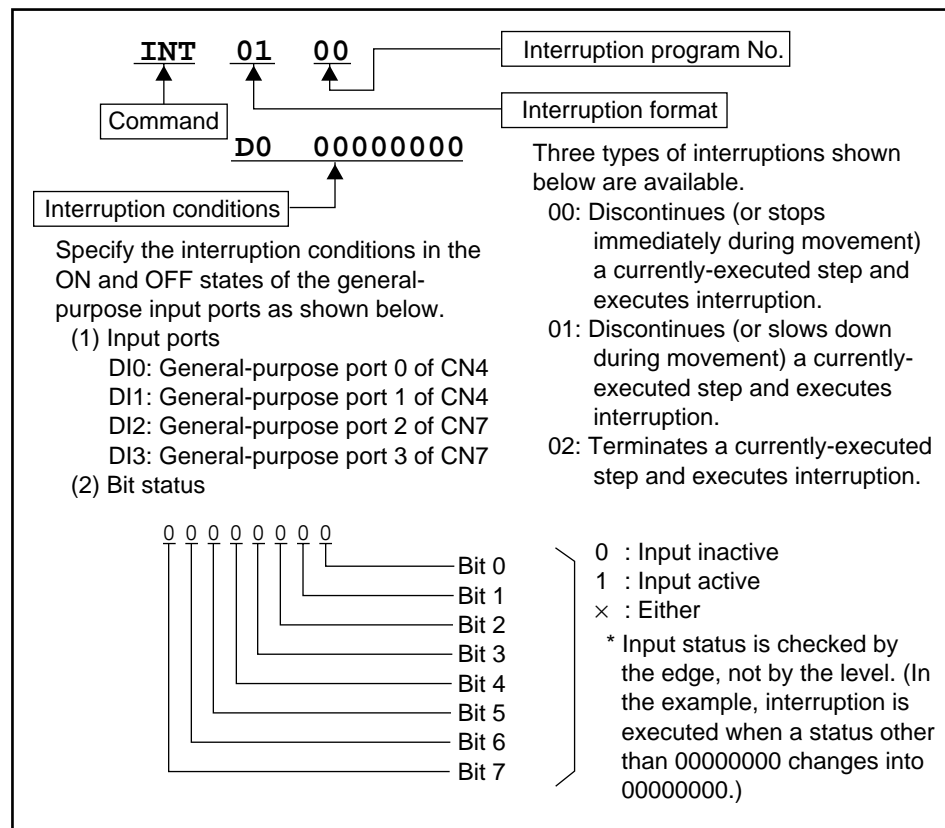 INT 01 00
Interruption program No.
Command
Interruption format
D0 00000000
Interruption conditions
Specify the interruption conditions in the
ON and OFF states of the general-
purpose input ports as shown below.
(1) Input ports
DI0: General-purpose port 0 of CN4
DI1: General-purpose port 1 of CN4
DI2: General-purpose port 2 of CN7
DI3: General-purpose port 3 of CN7
(2) Bit status
Three types of interruptions shown
below are available.
00: Discontinues (or stops
immediately during movement)
a currently-executed step and
executes interruption.
01: Discontinues (or slows down
during movement) a currently-
executed step and executes
interruption.
02: Terminates a currently-executed
step and executes interruption.
0 0 0 0 0 0 0 0
Bit 0
Bit 1
Bit 2
Bit 3
Bit 4
Bit 5
Bit 6
Bit 7
0 : Input inactive
1 : Input active
× : Either
* Input status is checked by
the edge, not by the level. (In
the example, interruption is
executed when a status other
than 00000000 changes into
00000000.)